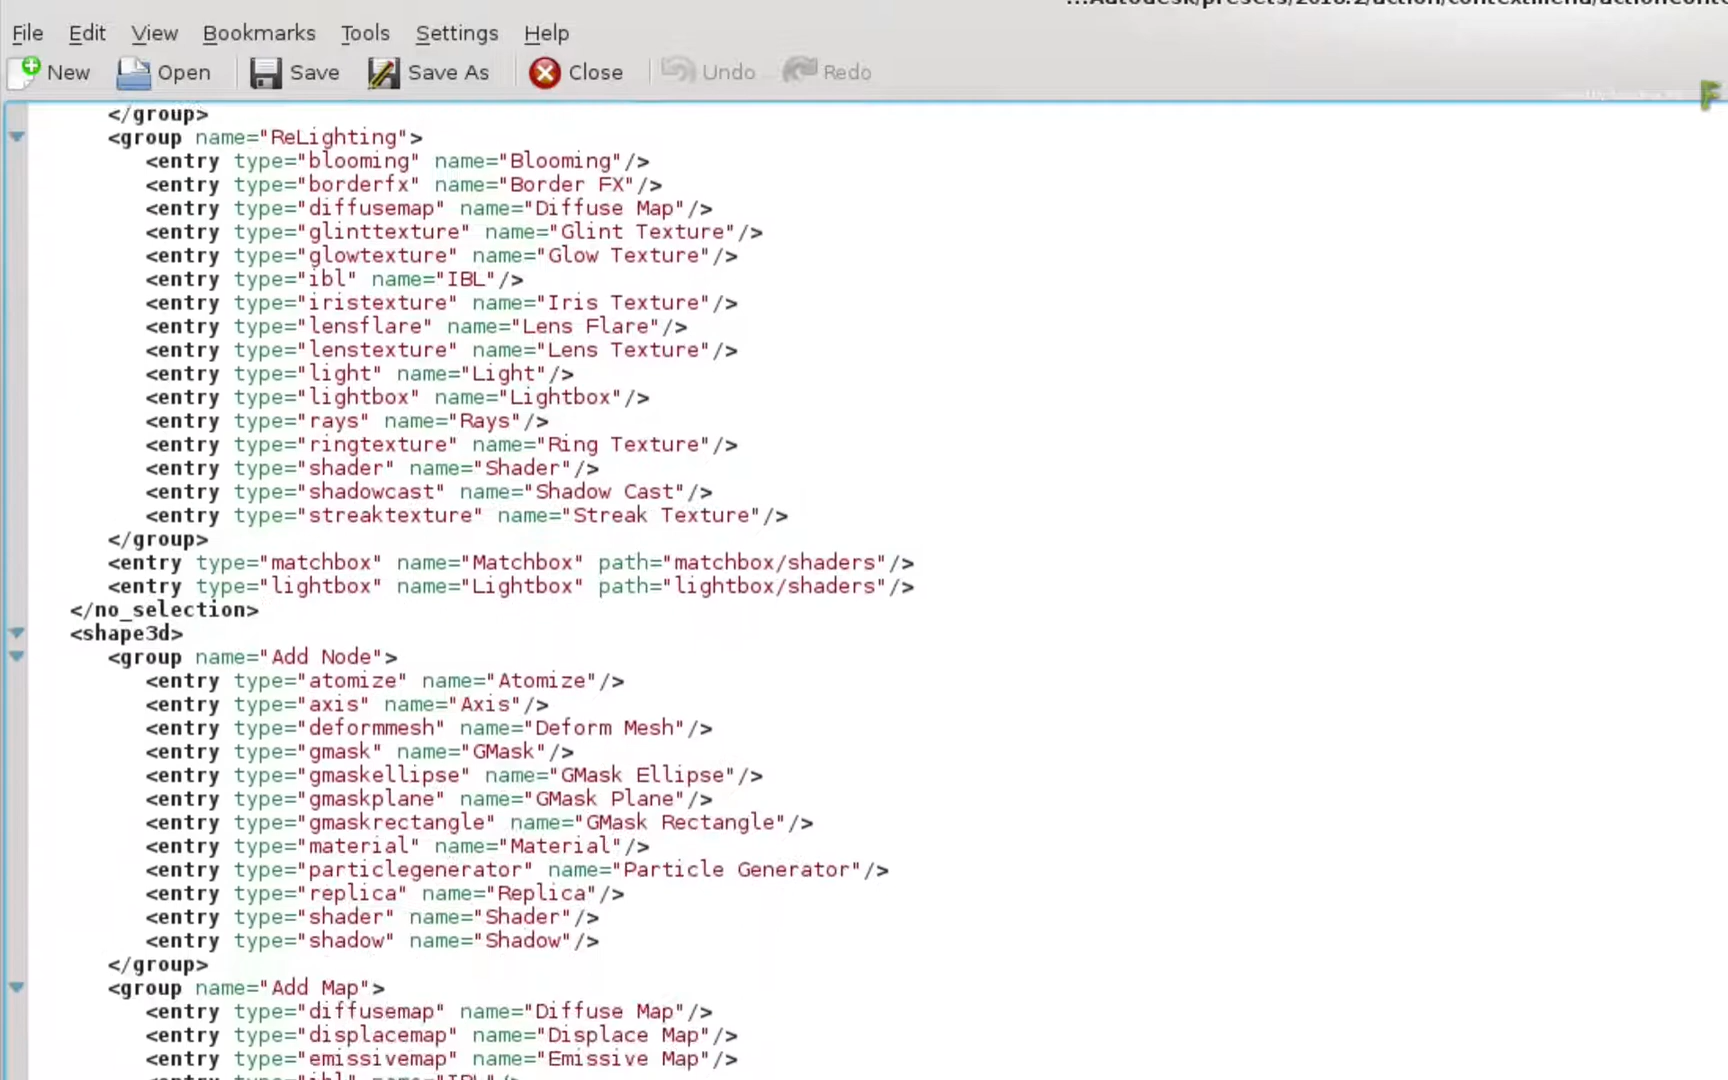 File Edit View Bookmarks Tools Settings Help
New Open Save Save As Close Undo Redo
</group>
<group name="ReLighting">
<entry type="blooming" name="Blooming"/>
<entry type="borderfx" name="Border FX"/>
<entry type="diffusemap" name="Diffuse Map"/>
<entry type="glinttexture" name="Glint Texture"/>
<entry type="glowtexture" name="Glow Texture"/>
<entry type="ibl" name="IBL"/>
<entry type="iristexture" name="Iris Texture"/>
<entry type="lensflare" name="Lens Flare"/>
<entry type="lenstexture" name="Lens Texture"/>
<entry type="light" name="Light"/>
<entry type="lightbox" name="Lightbox"/>
<entry type="rays" name="Rays"/>
<entry type="ringtexture" name="Ring Texture"/>
<entry type="shader" name="Shader"/>
<entry type="shadowcast" name="Shadow Cast"/>
<entry type="streaktexture" name="Streak Texture"/>
</group>
<entry type="matchbox" name="Matchbox" path="matchbox/shaders"/>
<entry type="lightbox" name="Lightbox" path="lightbox/shaders"/>
</no_selection>
<shape3d>
<group name="Add Node">
<entry type="atomize" name="Atomize"/>
<entry type="axis" name="Axis"/>
<entry type="deformmesh" name="Deform Mesh"/>
<entry type="gmask" name="GMask"/>
<entry type="gmaskellipse" name="GMask Ellipse"/>
<entry type="gmaskplane" name="GMask Plane"/>
<entry type="gmaskrectangle" name="GMask Rectangle"/>
<entry type="material" name="Material"/>
<entry type="particlegenerator" name="Particle Generator"/>
<entry type="replica" name="Replica"/>
<entry type="shader" name="Shader"/>
<entry type="shadow" name="Shadow"/>
</group>
<group name="Add Map">
<entry type="diffusemap" name="Diffuse Map"/>
<entry type="displacemap" name="Displace Map"/>
<entry type="emissivemap" name="Emissive Map"/>